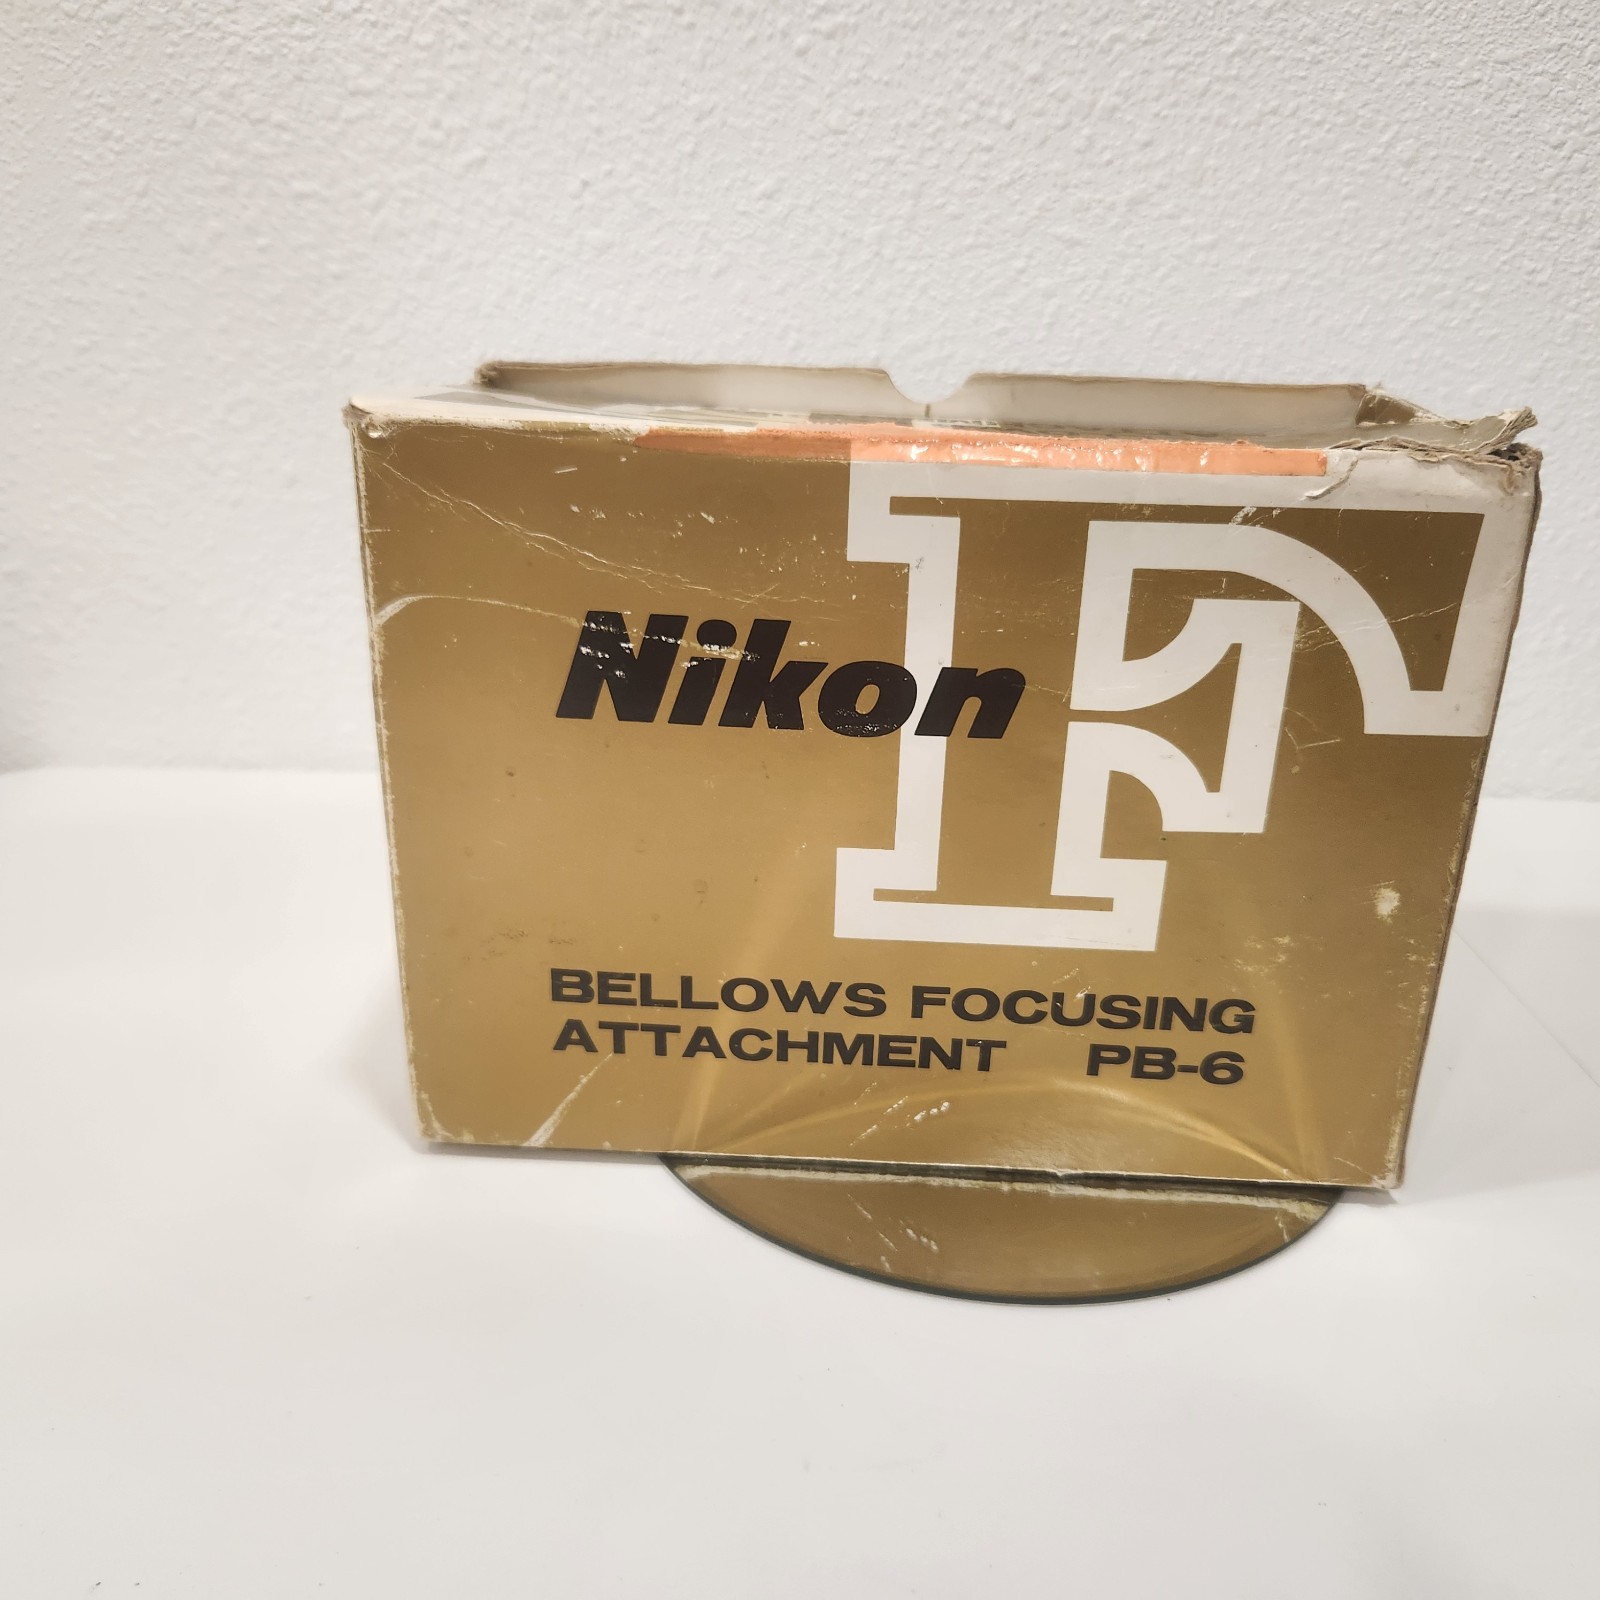 F
Nikon
BELLOWS FOCUSING
ATTACHMENT PB-6